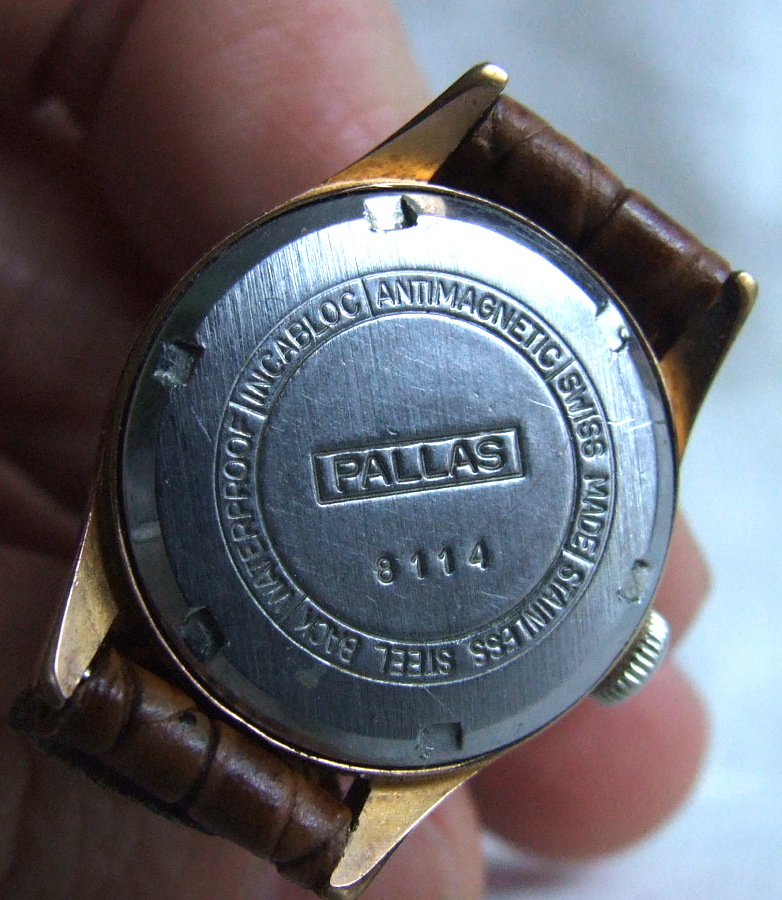 INCABLOC ANTIMAGNETIC SWISS MADE STAINLESS STEEL BACK WATERPROOF
PALLAS
8114